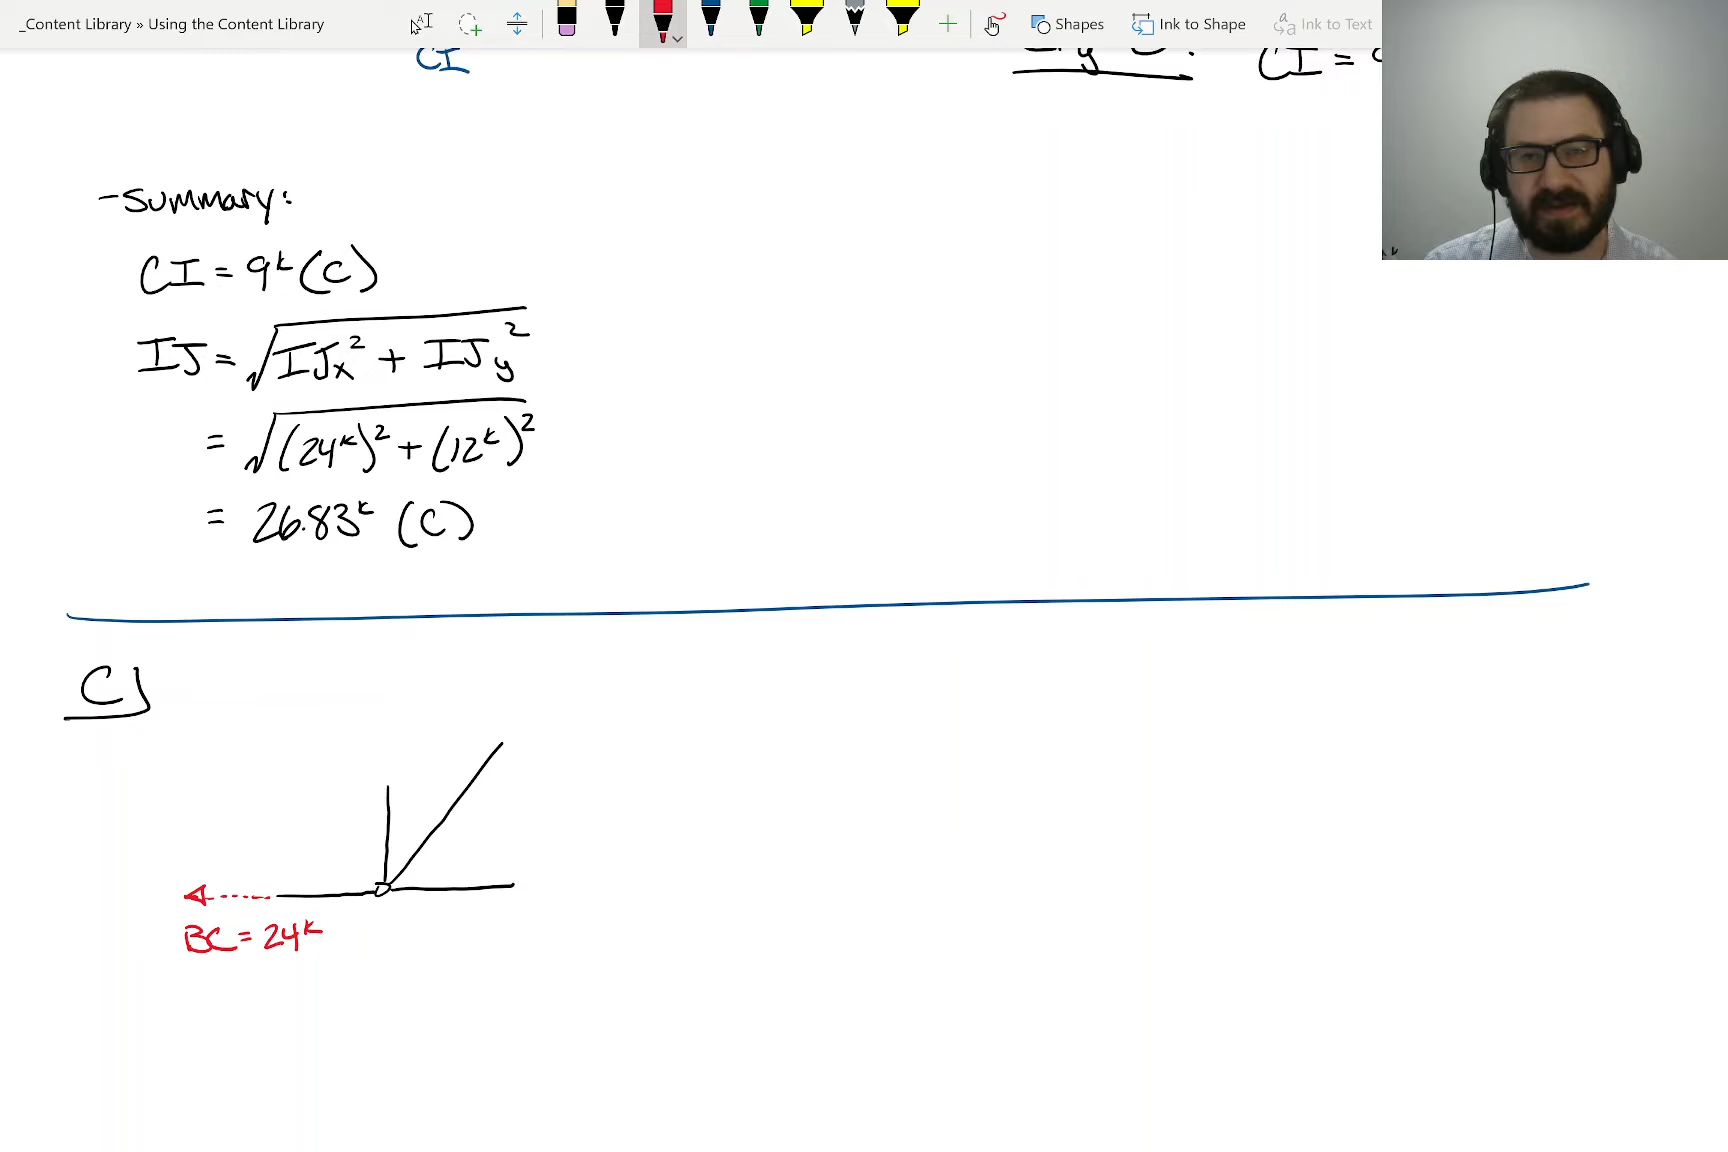 _Content Library » Using the Content Library
Shapes
Ink to Shape
Ink to Text
CI
CI =
-Summary:
CI = 9ᵏ (C)
IJ = √(IJx² + IJy²)
= √((24ᵏ)² + (12ᵏ)²)
= 26.83ᵏ (C)
C)
BC = 24ᵏ